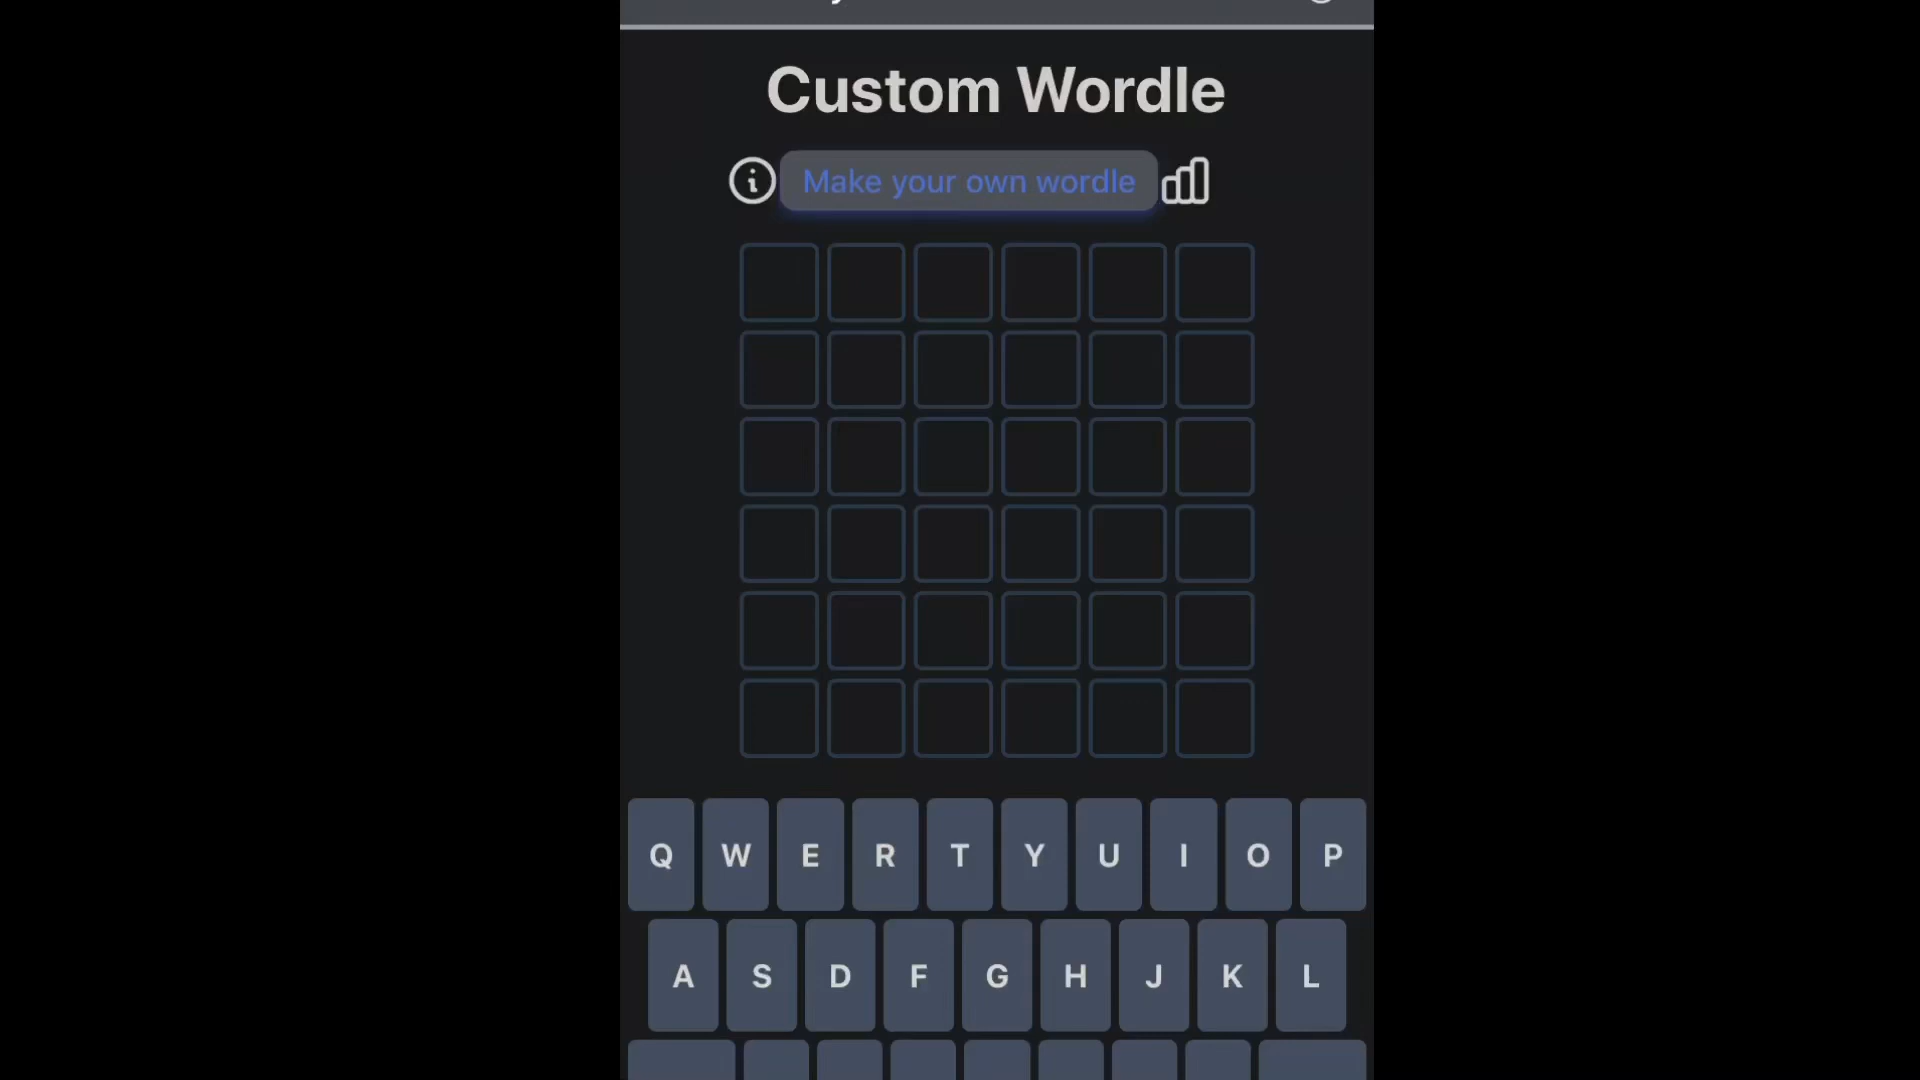 Custom Wordle
Make your own wordle
Q W E R T Y U I O P
A S D F G H J K L